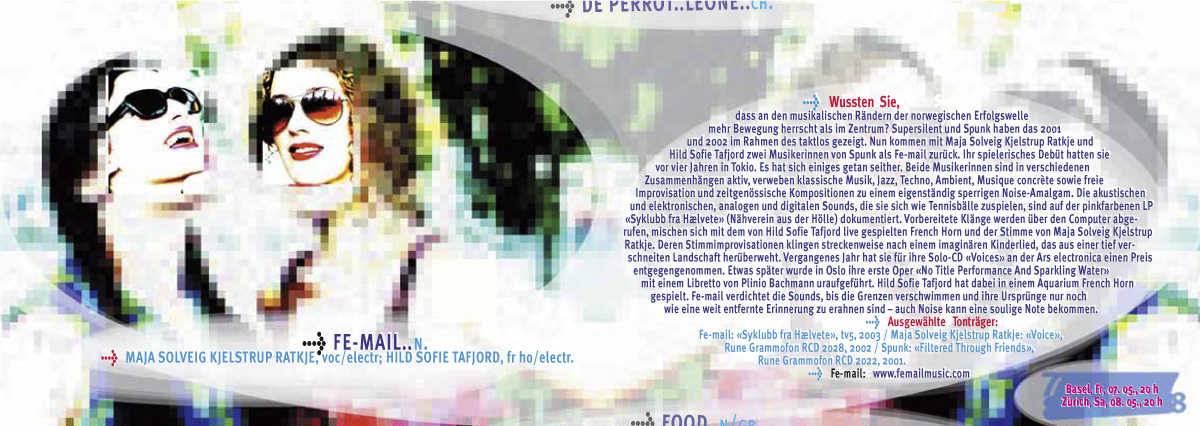 DE PERROT..LEONE..CH.
Wussten Sie,
dass an den musikalischen Rändern der norwegischen Erfolgswelle
mehr Bewegung herrscht als im Zentrum? Supersilent und Spunk haben das 2001
und 2002 im Rahmen des taktlos gezeigt. Nun kommen mit Maja Solveig Kjelstrup Ratkje und
Hild Sofie Tafjord zwei Musikerinnen von Spunk als Fe-mail zurück. Ihr spielerisches Debüt hatten sie
vor vier Jahren in Tokio. Es hat sich einiges getan seither. Beide Musikerinnen sind in verschiedenen
Zusammenhängen aktiv, verweben klassische Musik, Jazz, Techno, Ambient, Musique concrète sowie freie
Improvisation und zeitgenössische Kompositionen zu einem eigenständig sperrigen Noise-Amalgam. Die akustischen
und elektronischen, analogen und digitalen Sounds, die sie sich wie Tennisbälle zuspielen, sind auf der pinkfarbenen LP
«Syklubb fra Hælvete» (Nähverein aus der Hölle) dokumentiert. Vorbereitete Klänge werden über den Computer abge-
rufen, mischen sich mit dem von Hild Sofie Tafjord live gespielten French Horn und der Stimme von Maja Solveig Kjelstrup
Ratkje. Deren Stimmimprovisationen klingen streckenweise nach einem imaginären Kinderlied, das aus einer tief ver-
schneiten Landschaft herüberweht. Vergangenes Jahr hat sie für ihre Solo-CD «Voices» an der Ars electronica einen Preis
entgegengenommen. Etwas später wurde in Oslo ihre erste Oper «No Title Performance And Sparkling Water»
mit einem Libretto von Plinio Bachmann uraufgeführt. Hild Sofie Tafjord hat dabei in einem Aquarium French Horn
gespielt. Fe-mail verdichtet die Sounds, bis die Grenzen verschwimmen und ihre Ursprünge nur noch
wie eine weit entfernte Erinnerung zu erahnen sind – auch Noise kann eine soulige Note bekommen.
Ausgewählte Tonträger:
Fe-mail: «Syklubb fra Hælvete», tv5, 2003 / Maja Solveig Kjelstrup Ratkje: «Voice»,
Rune Grammofon RCD 2028, 2002 / Spunk: «Filtered Through Friends»,
Rune Grammofon RCD 2022, 2001.
Fe-mail: www.femailmusic.com
FE-MAIL..N.
MAJA SOLVEIG KJELSTRUP RATKJE, voc/electr; HILD SOFIE TAFJORD, fr ho/electr.
Basel, Fr, 07. 05., 20 h
Zürich, Sa, 08. 05., 20 h
8
FOOD..N/GB